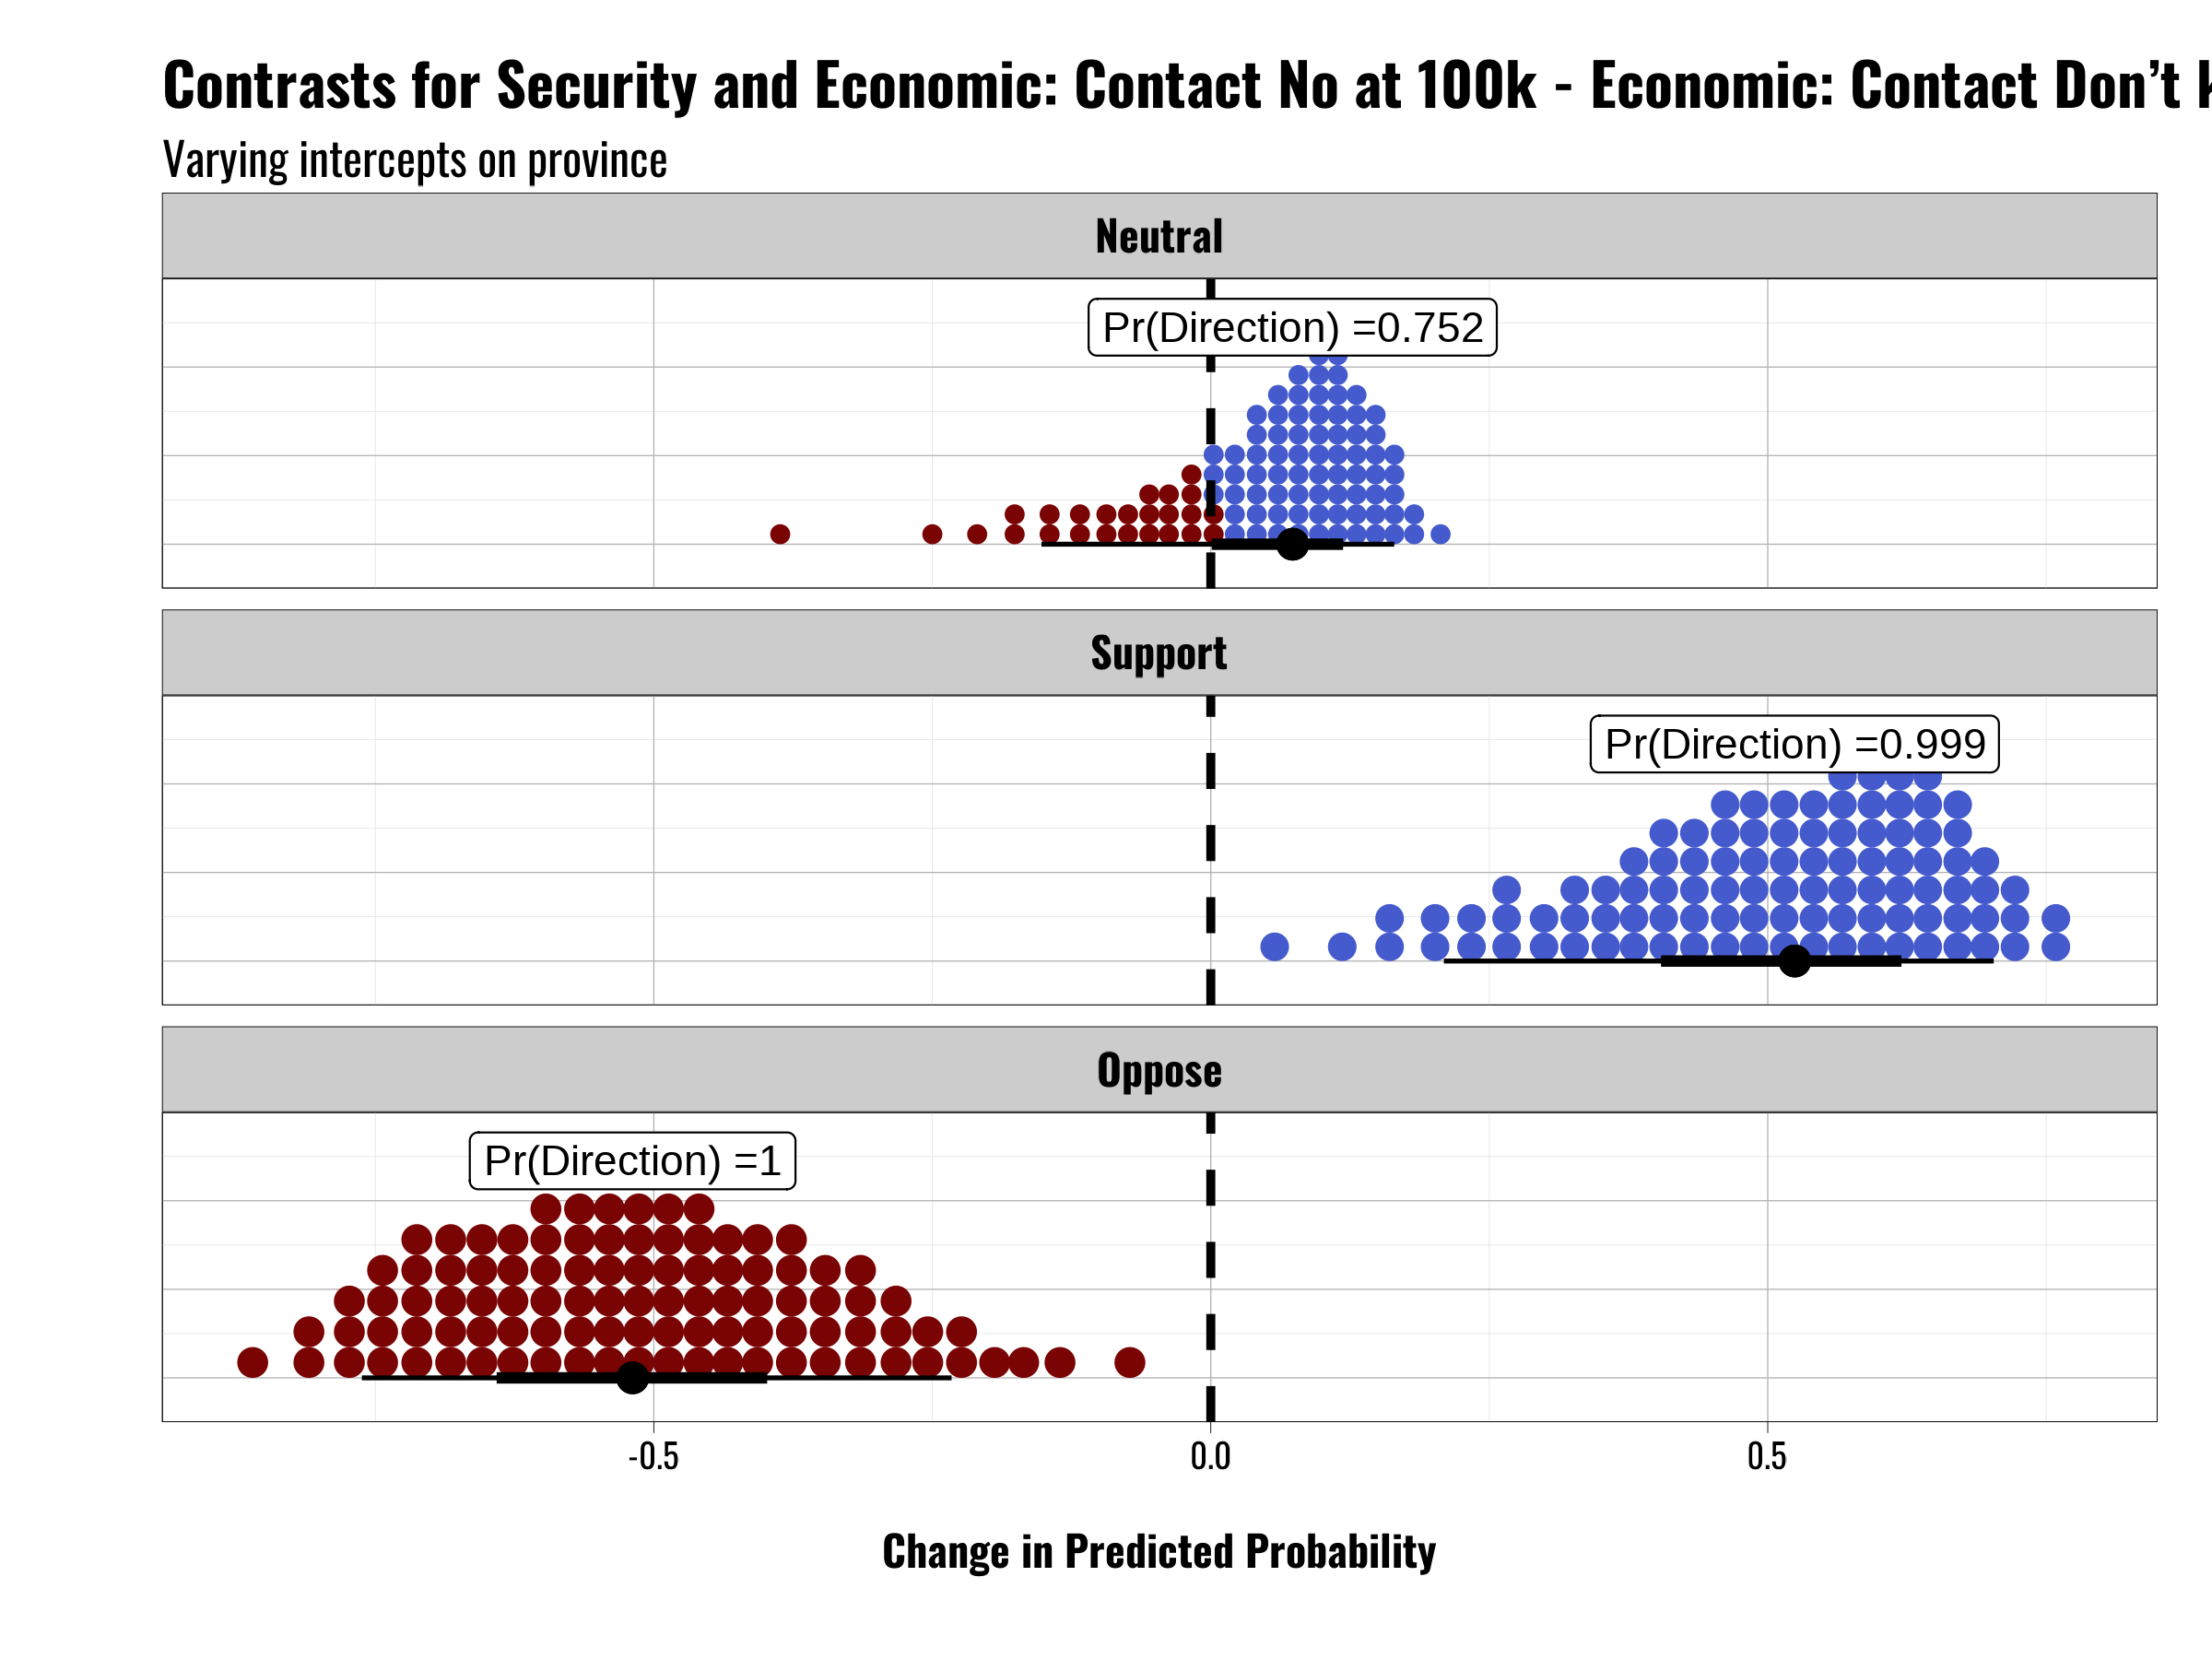 Contrasts for Security and Economic: Contact No at 100k - Economic: Contact Don’t
Varying intercepts on province
Neutral
Pr(Direction) =0.752
Support
Pr(Direction) =0.999
Oppose
Pr(Direction) =1
-0.5 0.0 0.5
Change in Predicted Probability